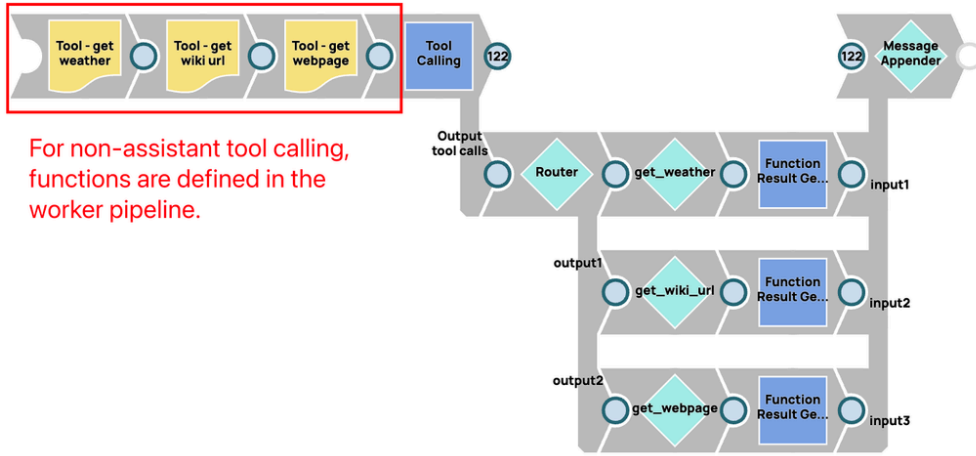 Tool - get
weather
Tool - get
wiki url
Tool - get
webpage
Tool
Calling
122
122
Message
Appender
For non-assistant tool calling,
functions are defined in the
worker pipeline.
Output
tool calls
Router
get_weather
Function
Result Ge...
input1
output1
get_wiki_url
Function
Result Ge...
input2
output2
get_webpage
Function
Result Ge...
input3